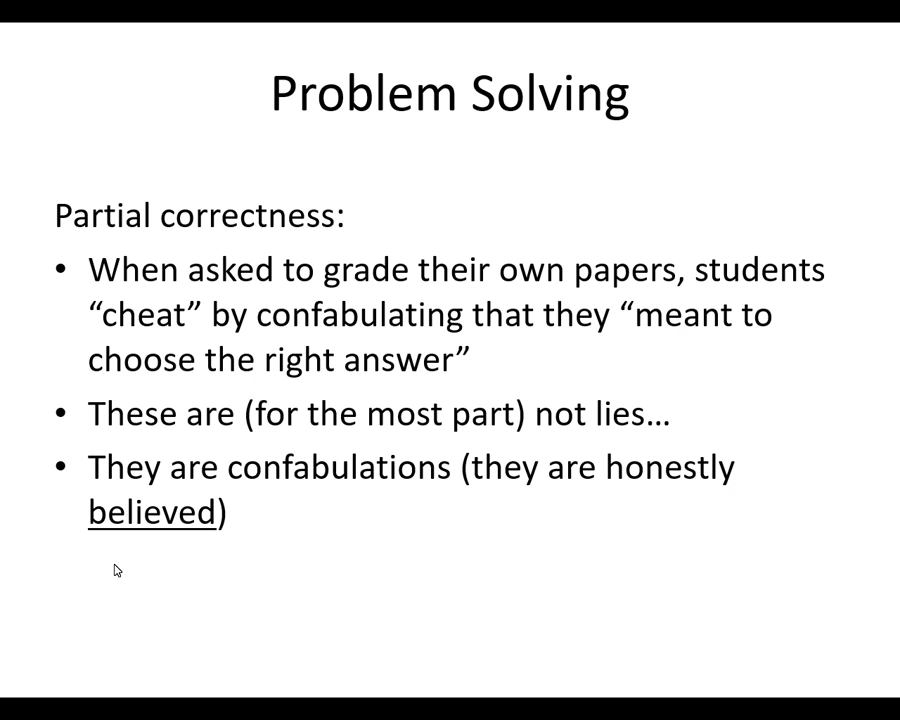 Problem Solving
Partial correctness:
• When asked to grade their own papers, students
“cheat” by confabulating that they “meant to
choose the right answer”
• These are (for the most part) not lies…
• They are confabulations (they are honestly
believed)